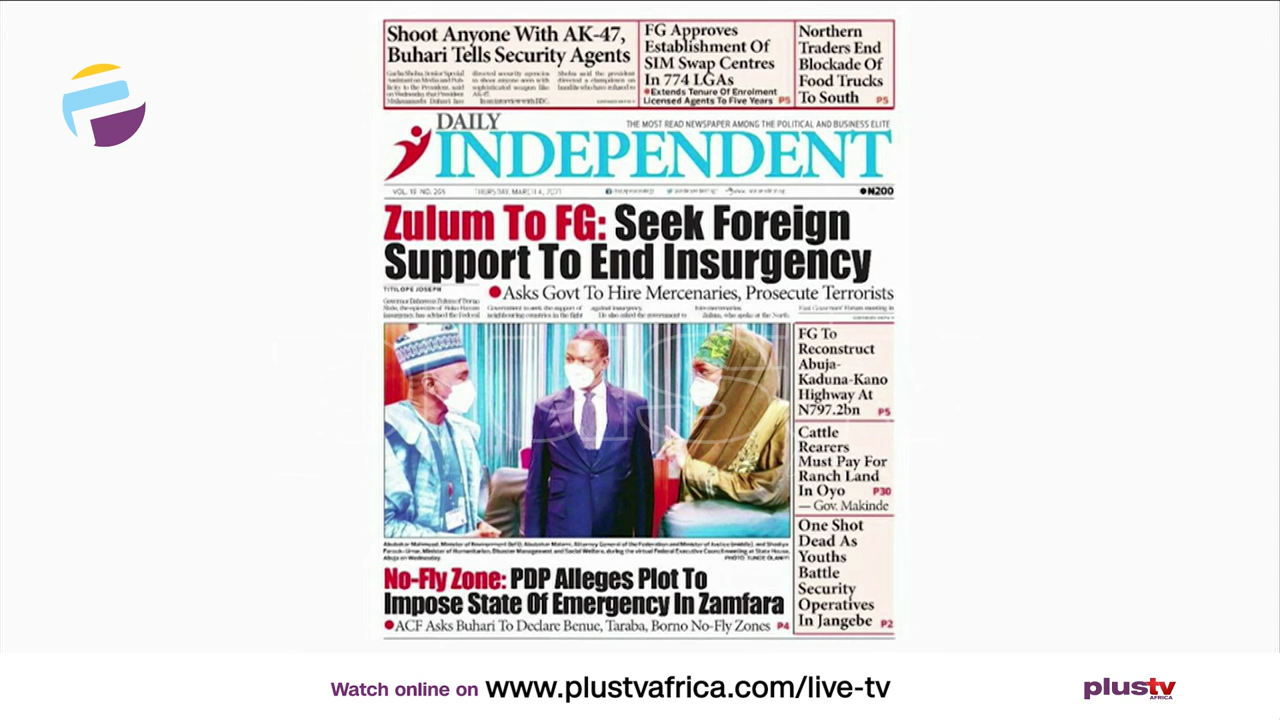 Shoot Anyone With AK-47,
Buhari Tells Security Agents
FG Approves
Establishment Of
SIM Swap Centres
In 774 LGAs
Extends Tenure Of Enrolment
Licensed Agents To Five Years P5
Northern
Traders End
Blockade Of
Food Trucks
To South P5
DAILY
THE MOST READ NEWSPAPER AMONG THE POLITICAL AND BUSINESS ELITE
INDEPENDENT
THURSDAY, MARCH 4, 2021
N200
Zulum To FG: Seek Foreign
Support To End Insurgency
TITILOPE JOSEPH
Asks Govt To Hire Mercenaries, Prosecute Terrorists
FG To
Reconstruct
Abuja-
Kaduna-Kano
Highway At
N797.2bn P5
Cattle
Rearers
Must Pay For
Ranch Land
In Oyo P30
— Gov. Makinde
One Shot
Dead As
Youths
Battle
Security
Operatives
In Jangebe P2
No-Fly Zone: PDP Alleges Plot To
Impose State Of Emergency In Zamfara
ACF Asks Buhari To Declare Benue, Taraba, Borno No-Fly Zones P4
Watch online on www.plustvafrica.com/live-tv
plustv
AFRICA